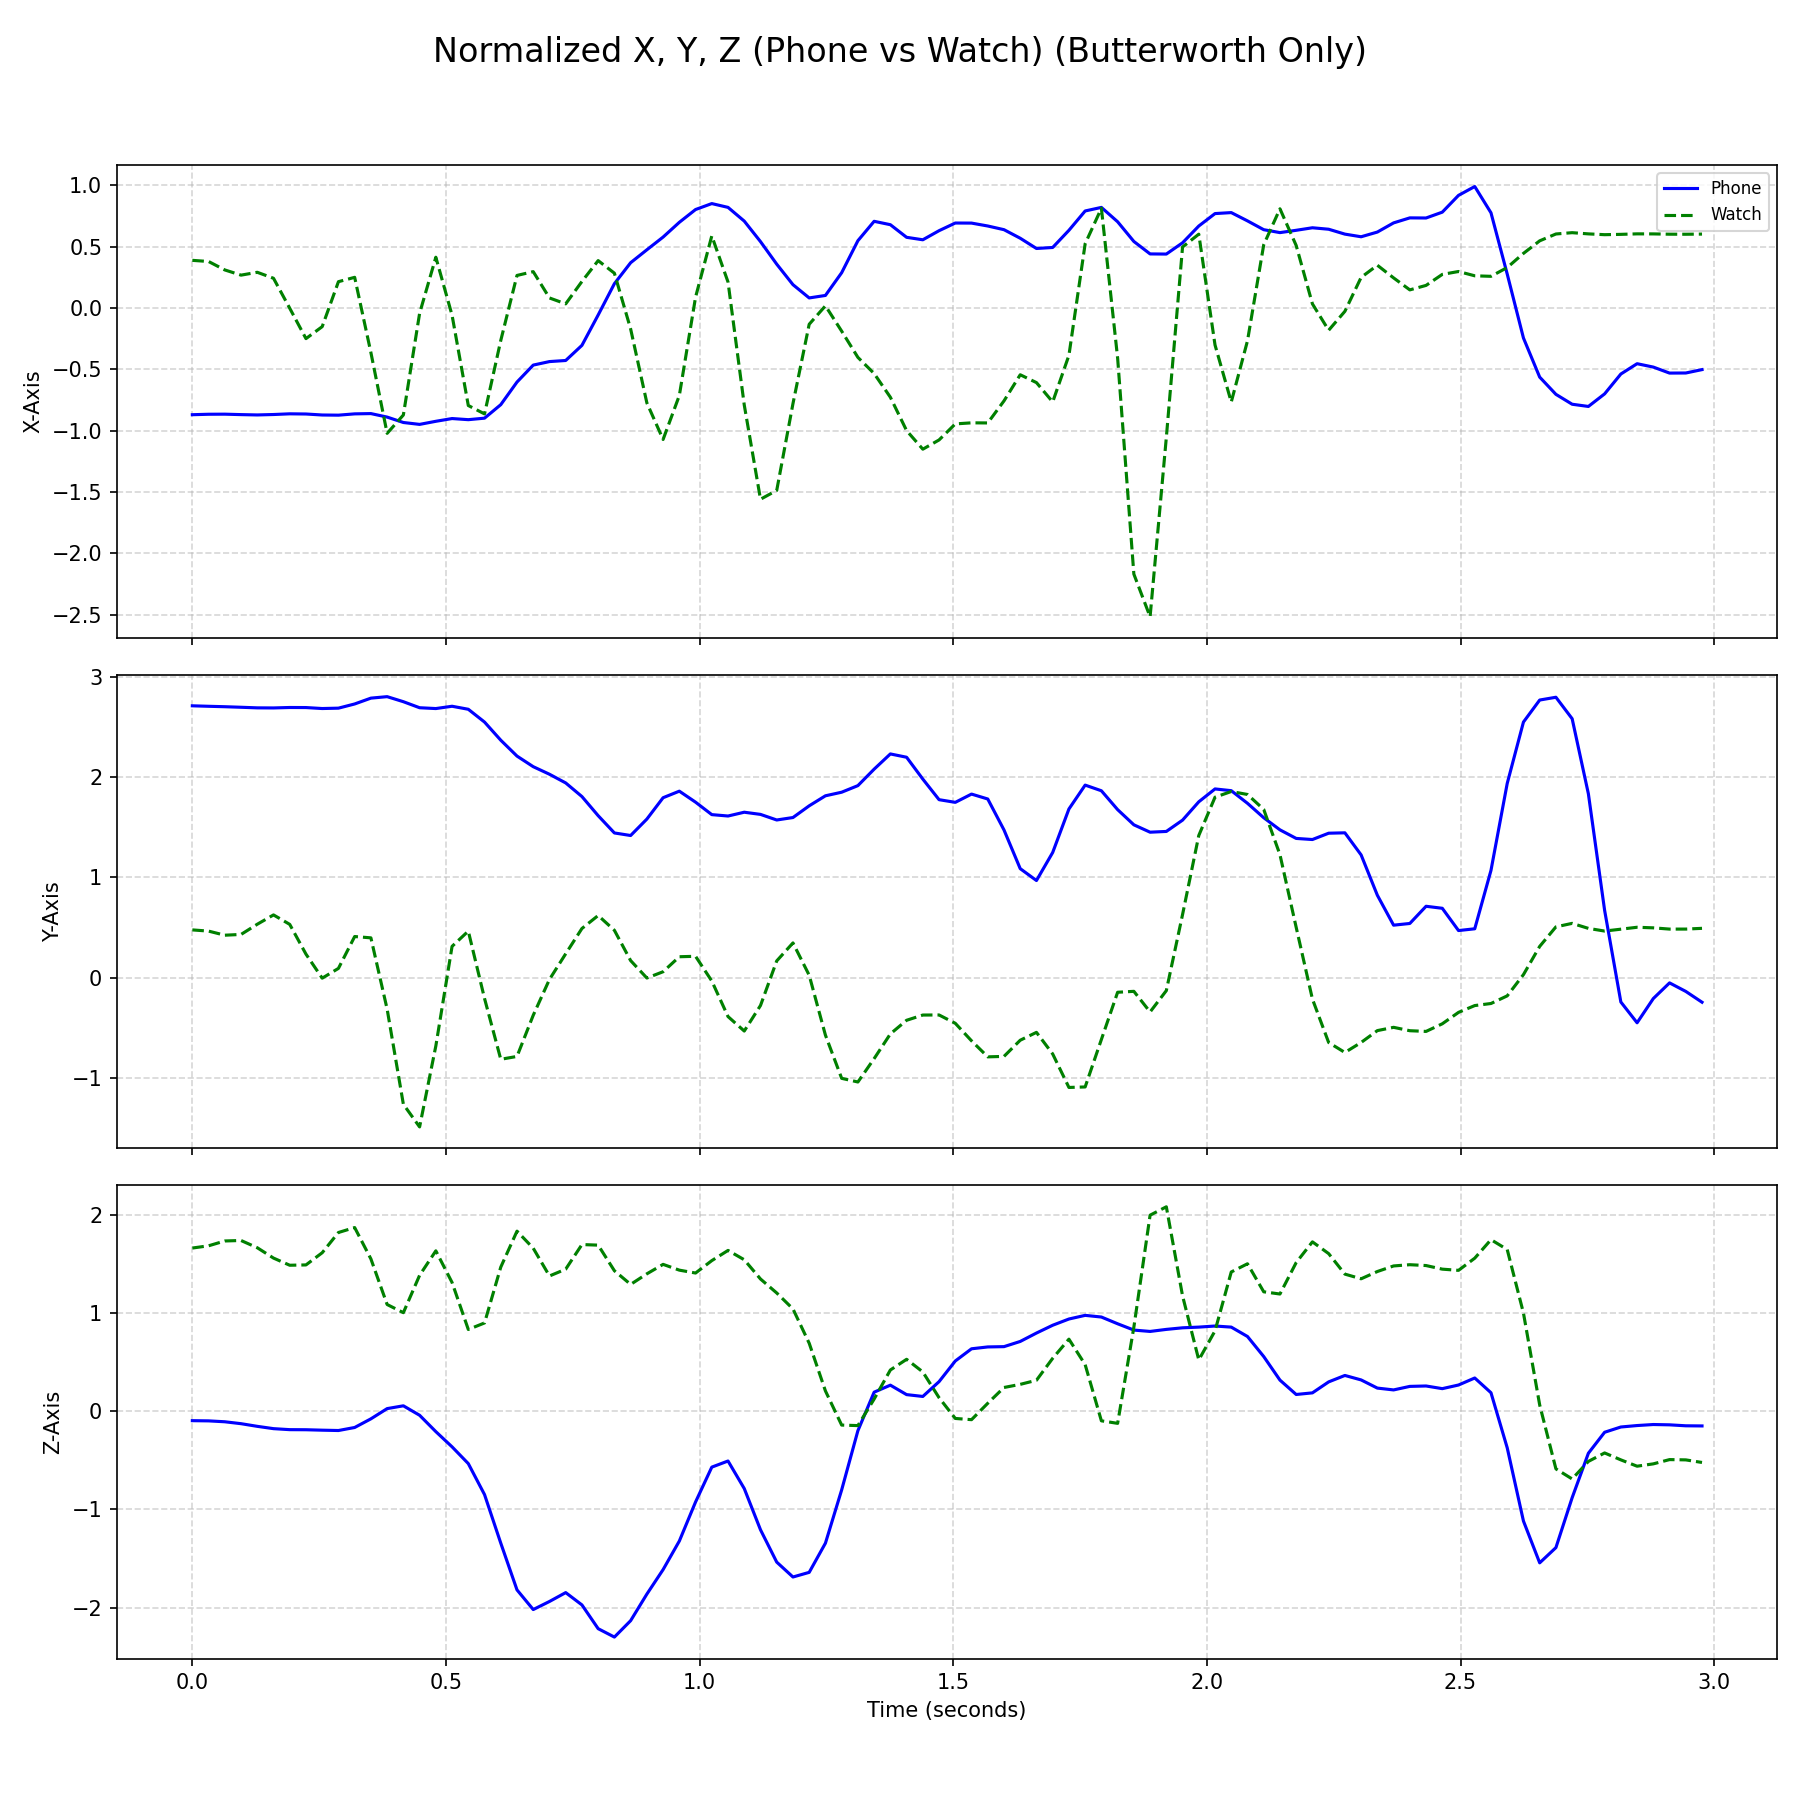 Normalized X, Y, Z (Phone vs Watch) (Butterworth Only)
Phone
Watch
1.0
0.5
0.0
−0.5
−1.0
−1.5
−2.0
−2.5
X-Axis
3
2
1
0
−1
Y-Axis
2
1
0
−1
−2
Z-Axis
0.0 0.5 1.0 1.5 2.0 2.5 3.0
Time (seconds)